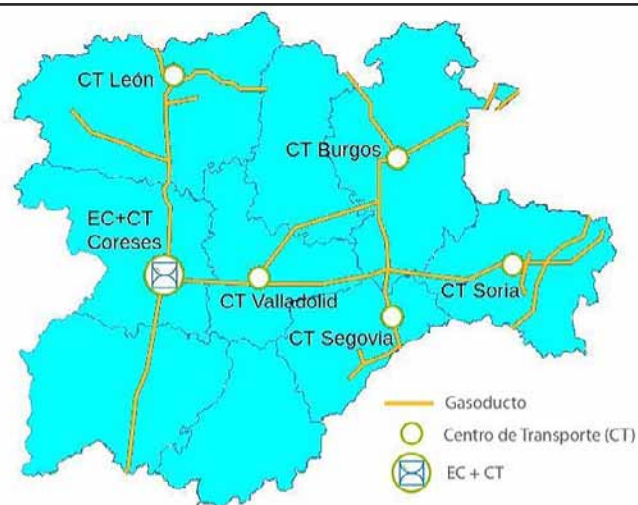 CT León
CT Burgos
EC+CT
Coreses
CT Valladolid
CT Soria
CT Segovia
Gasoducto
Centro de Transporte (CT)
EC + CT